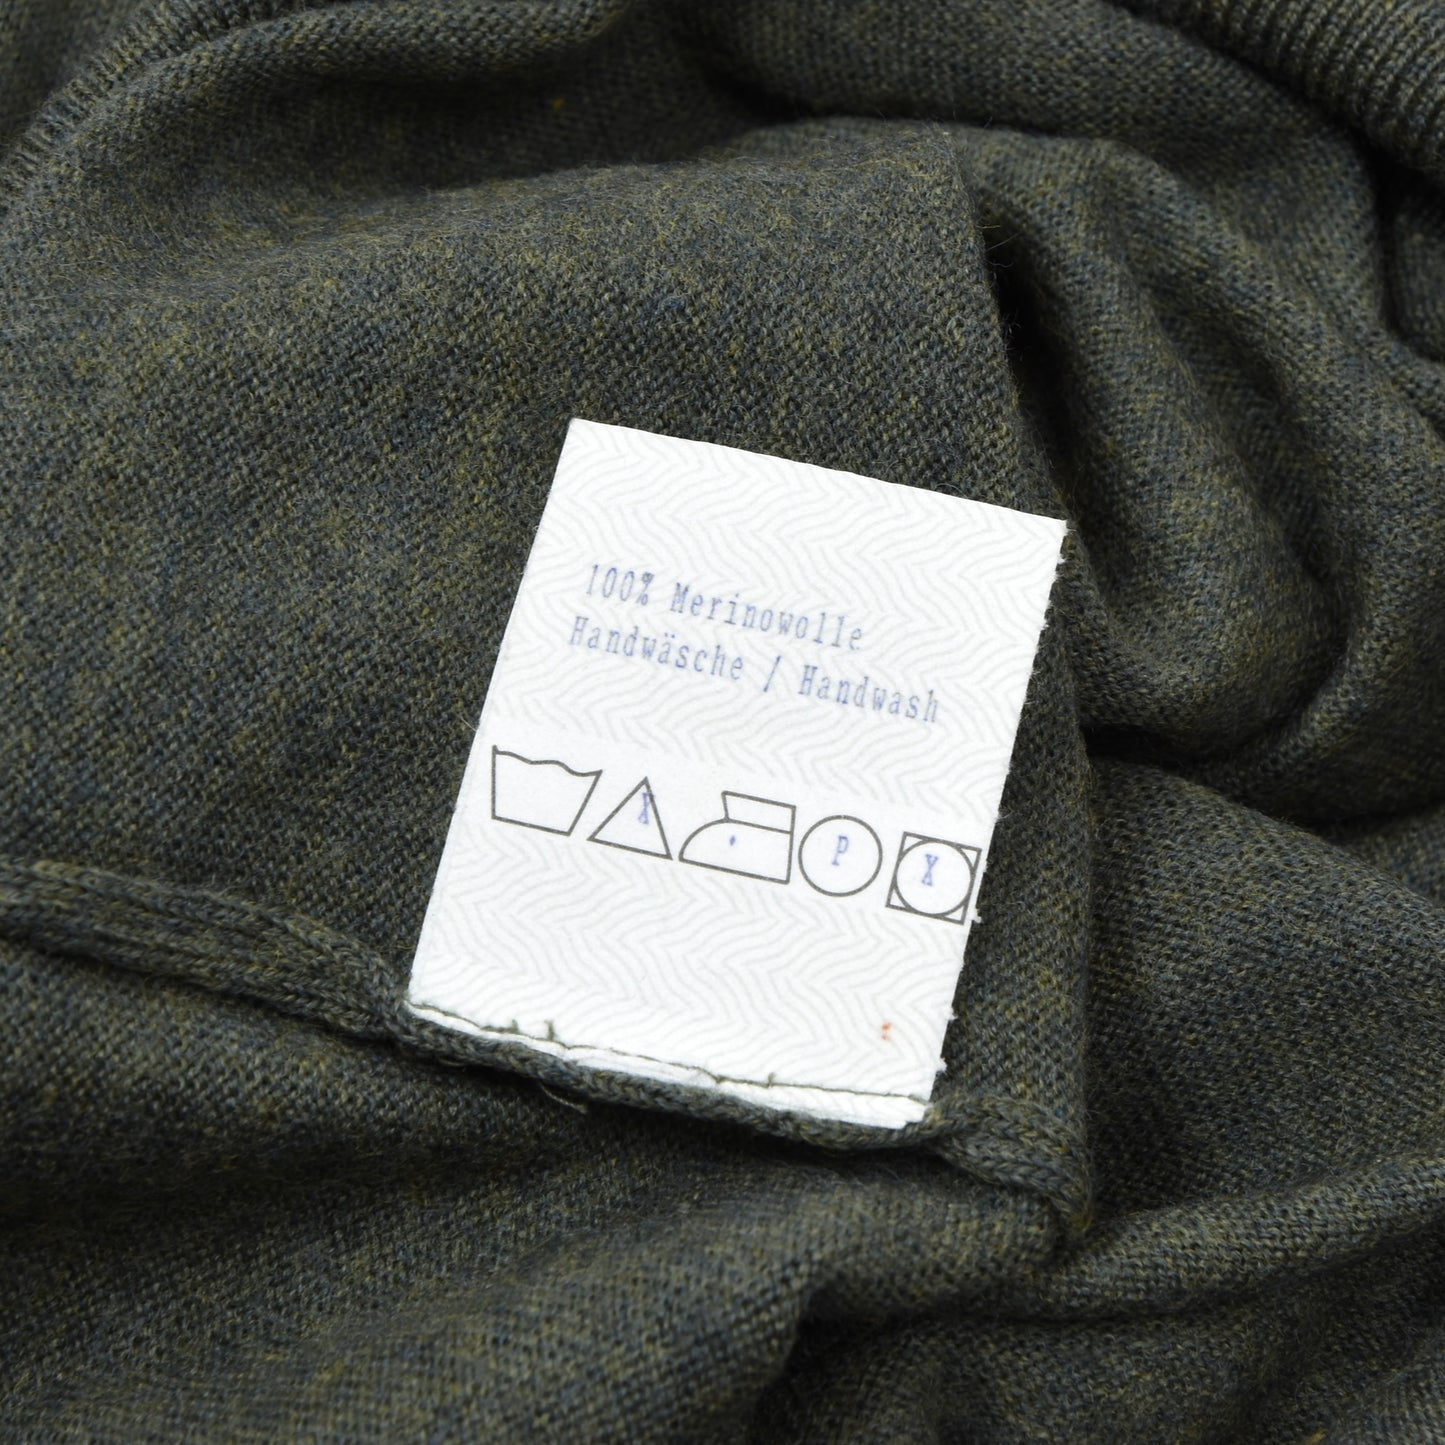 100% Merinowolle
Handwäsche / Handwash
X P X